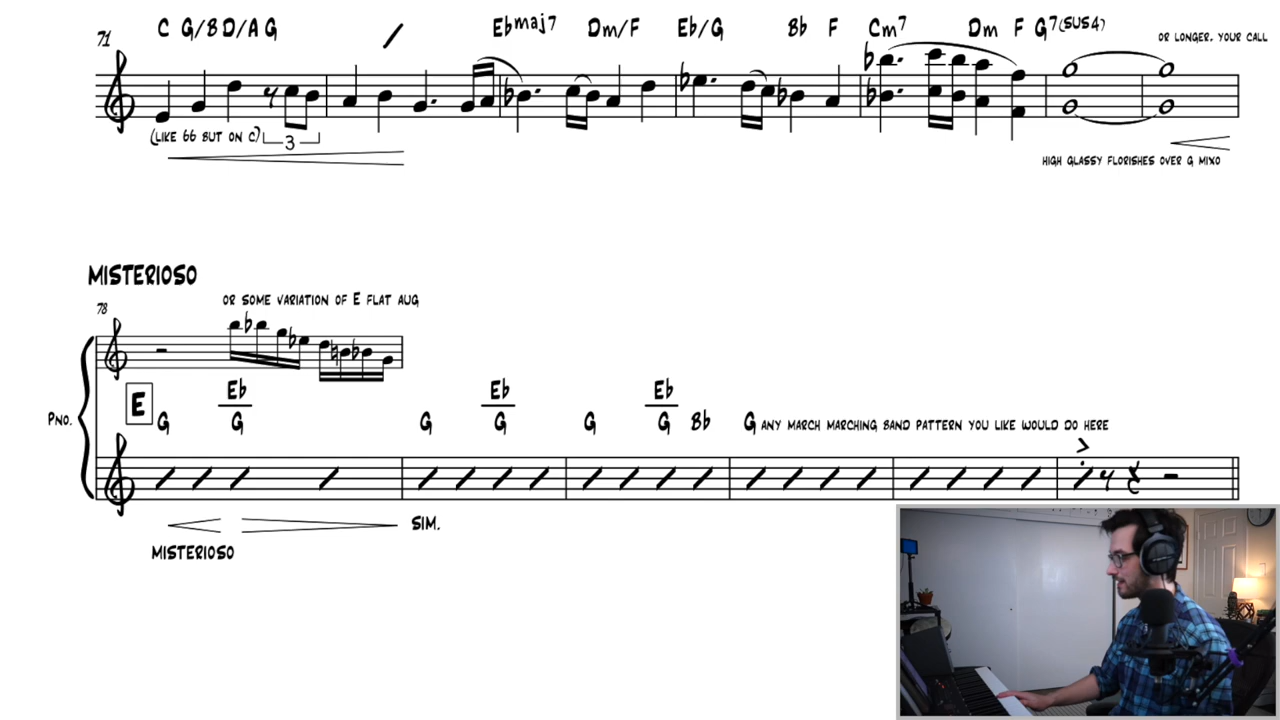 71 C G/B D/A G Ebmaj7 Dm/F Eb/G Bb F Cm7 Dm F G7(SUS4) OR LONGER, YOUR CALL
(LIKE 66 BUT ON C) 3
HIGH GLASSY FLORISHES OVER G MIXO
MISTERIOSO
78 OR SOME VARIATION OF E FLAT AUG
Pno. E G Eb/G G Eb/G G Eb/G Bb G ANY MARCH MARCHING BAND PATTERN YOU LIKE WOULD DO HERE
SIM.
MISTERIOSO